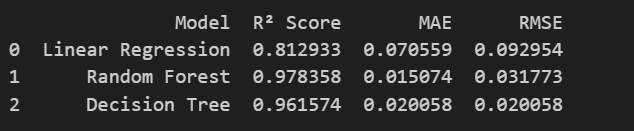 Model R² Score MAE RMSE
0 Linear Regression 0.812933 0.070559 0.092954
1 Random Forest 0.978358 0.015074 0.031773
2 Decision Tree 0.961574 0.020058 0.020058